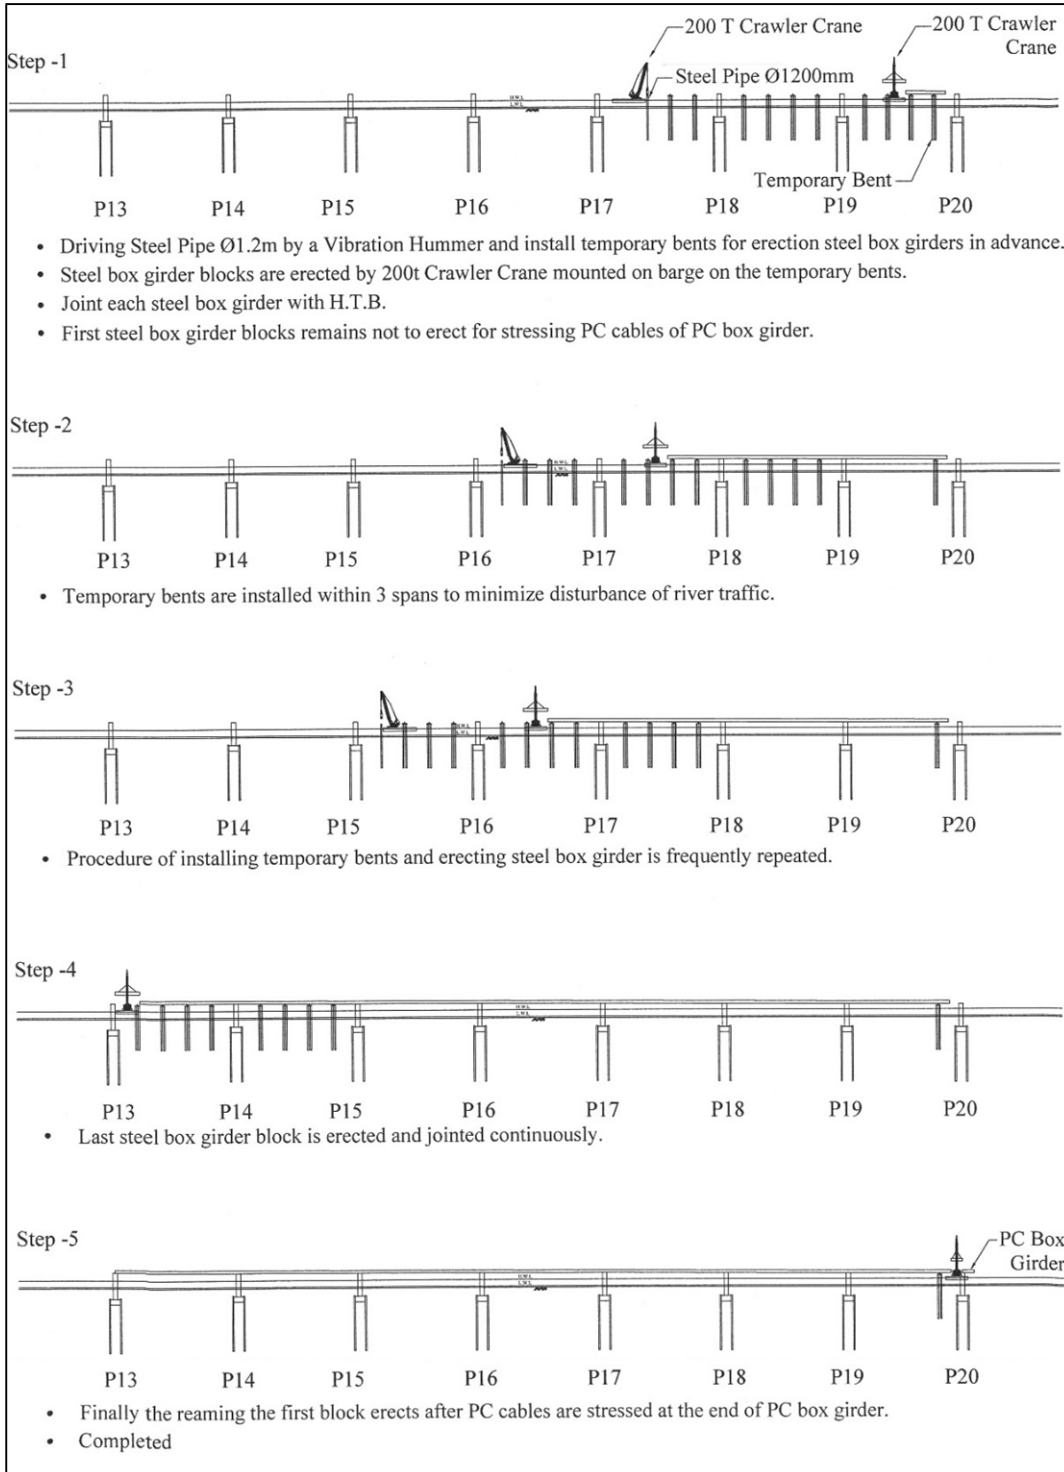 200 T Crawler Crane
200 T Crawler
Crane
Step -1
Steel Pipe Ø1200mm
H.W.L
L.W.L
Temporary Bent
P13 P14 P15 P16 P17 P18 P19 P20
• Driving Steel Pipe Ø1.2m by a Vibration Hummer and install temporary bents for erection steel box girders in advance.
• Steel box girder blocks are erected by 200t Crawler Crane mounted on barge on the temporary bents.
• Joint each steel box girder with H.T.B.
• First steel box girder blocks remains not to erect for stressing PC cables of PC box girder.
Step -2
H.W.L
L.W.L
P13 P14 P15 P16 P17 P18 P19 P20
• Temporary bents are installed within 3 spans to minimize disturbance of river traffic.
Step -3
H.W.L
L.W.L
P13 P14 P15 P16 P17 P18 P19 P20
• Procedure of installing temporary bents and erecting steel box girder is frequently repeated.
Step -4
H.W.L
L.W.L
P13 P14 P15 P16 P17 P18 P19 P20
• Last steel box girder block is erected and jointed continuously.
Step -5
PC Box
Girder
H.W.L
L.W.L
P13 P14 P15 P16 P17 P18 P19 P20
• Finally the reaming the first block erects after PC cables are stressed at the end of PC box girder.
• Completed